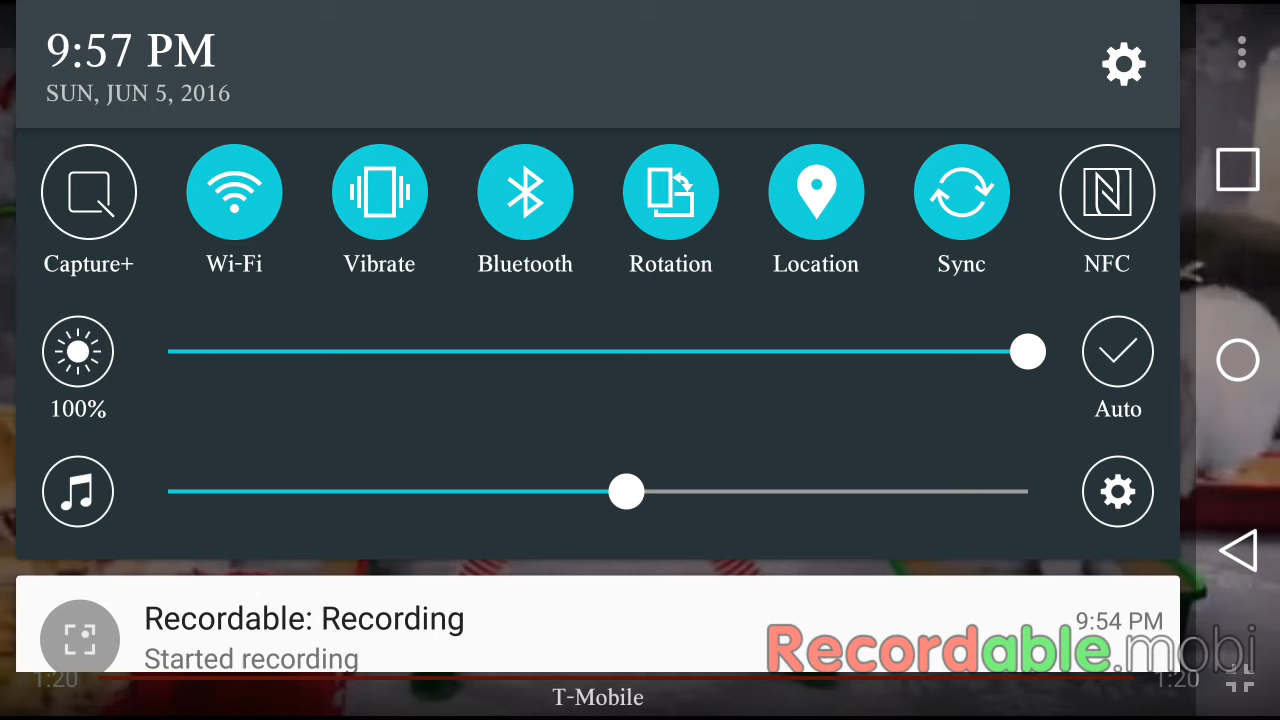 9:57 PM
SUN, JUN 5, 2016
Capture+
Wi-Fi
Vibrate
Bluetooth
Rotation
Location
Sync
NFC
100%
Auto
Recordable: Recording
9:54 PM
Started recording
Recordable.mobi
1:20
1:20
T-Mobile